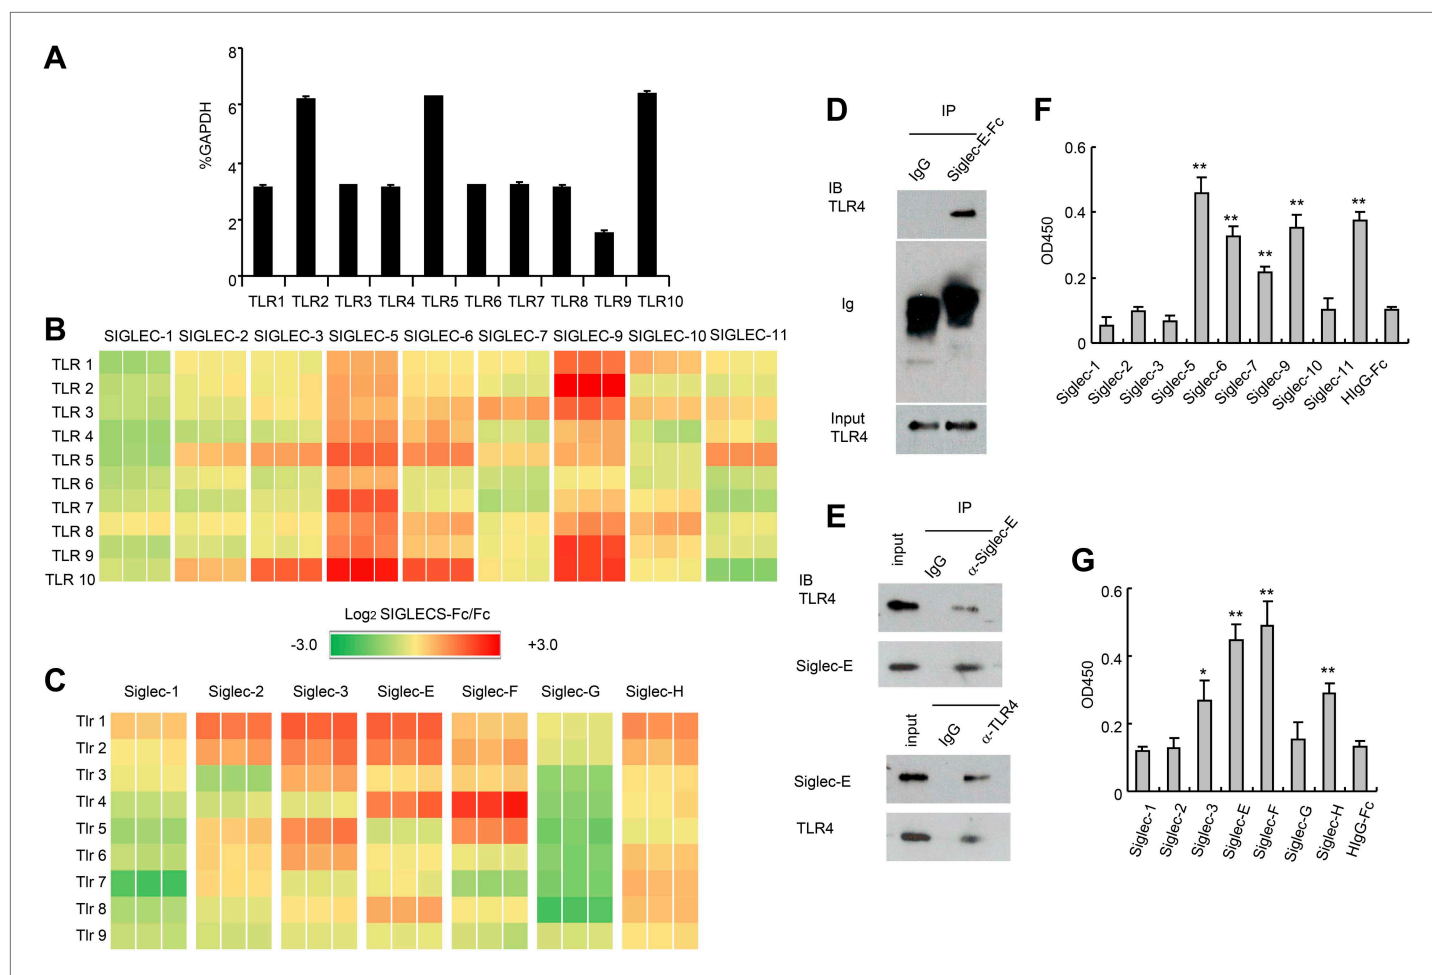 A
8
6
4
2
0
%GAPDH
TLR1 TLR2 TLR3 TLR4 TLR5 TLR6 TLR7 TLR8 TLR9 TLR10
B
SIGLEC-1 SIGLEC-2 SIGLEC-3 SIGLEC-5 SIGLEC-6 SIGLEC-7 SIGLEC-9 SIGLEC-10 SIGLEC-11
TLR 1
TLR 2
TLR 3
TLR 4
TLR 5
TLR 6
TLR 7
TLR 8
TLR 9
TLR 10
Log2 SIGLECS-Fc/Fc
-3.0 +3.0
C
Siglec-1 Siglec-2 Siglec-3 Siglec-E Siglec-F Siglec-G Siglec-H
Tlr 1
Tlr 2
Tlr 3
Tlr 4
Tlr 5
Tlr 6
Tlr 7
Tlr 8
Tlr 9
D
IP
IgG Siglec-E-Fc
IB
TLR4
Ig
Input
TLR4
E
IP
input IgG α-Siglec-E
IB
TLR4
Siglec-E
IP
input IgG α-TLR4
Siglec-E
TLR4
F
0.6
0.4
0.2
0
OD450
** ** ** ** **
Siglec-1 Siglec-2 Siglec-3 Siglec-5 Siglec-6 Siglec-7 Siglec-9 Siglec-10 Siglec-11 HIgG-Fc
G
0.6
0.4
0.2
0
OD450
* ** ** **
Siglec-1 Siglec-2 Siglec-3 Siglec-E Siglec-F Siglec-G Siglec-H HIgG-Fc